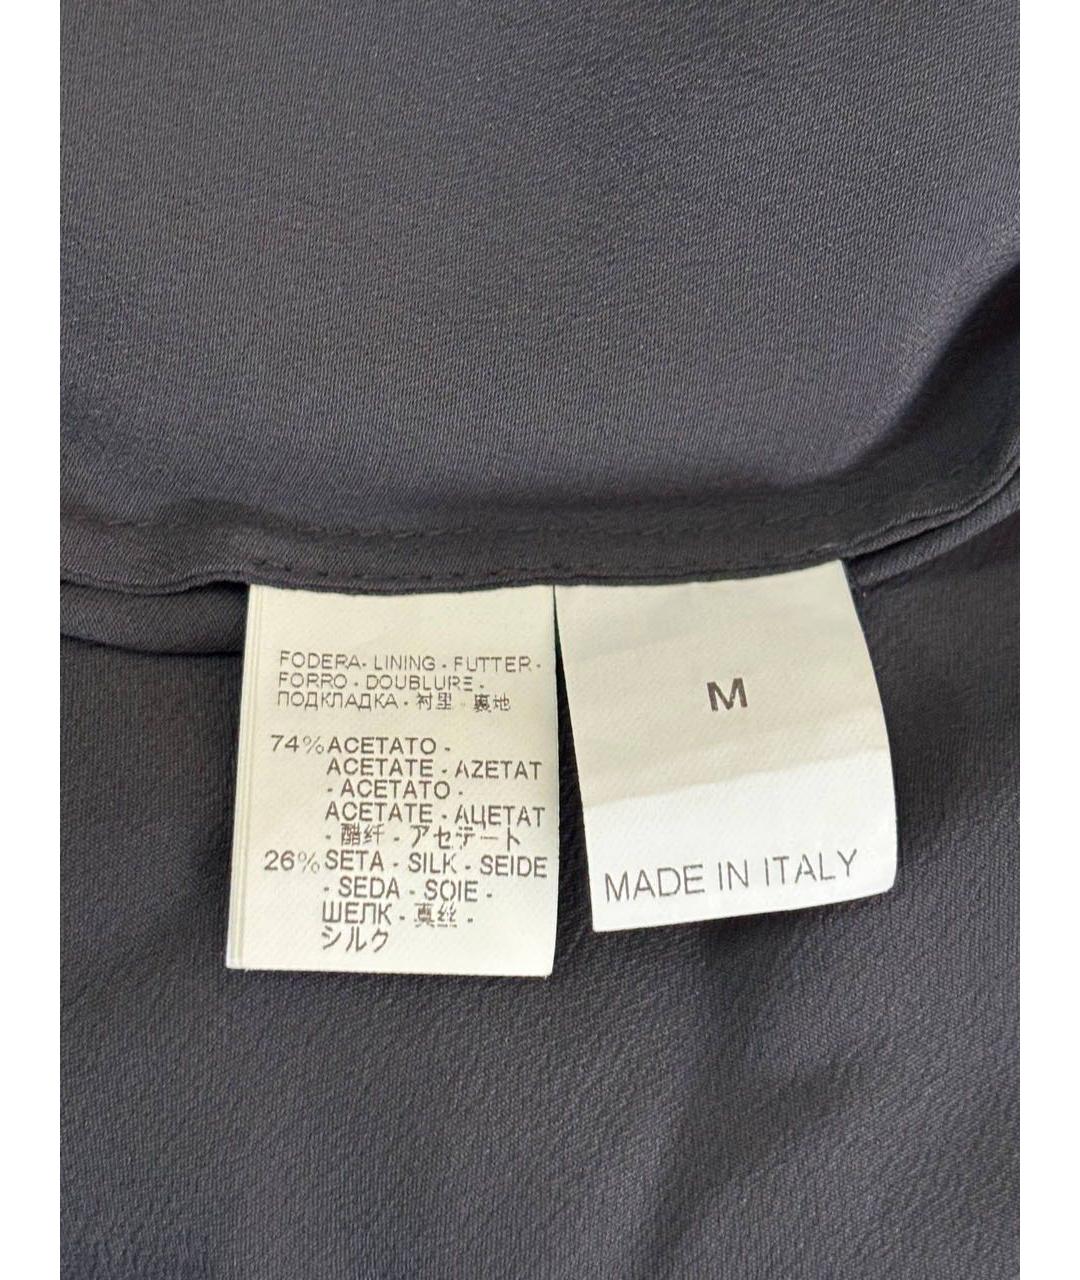 FODERA- LINING - FUTTER -
FORRO - DOUBLURE -
ПОДКЛАДКА - 衬里 - 裏地
74% ACETATO -
ACETATE - AZETAT
- ACETATO -
ACETATE - АЦЕТАТ
- 醋纤 - アセテート
26% SETA - SILK - SEIDE
- SEDA - SOIE -
ШЕЛК - 真丝 -
シルク
M
MADE IN ITALY